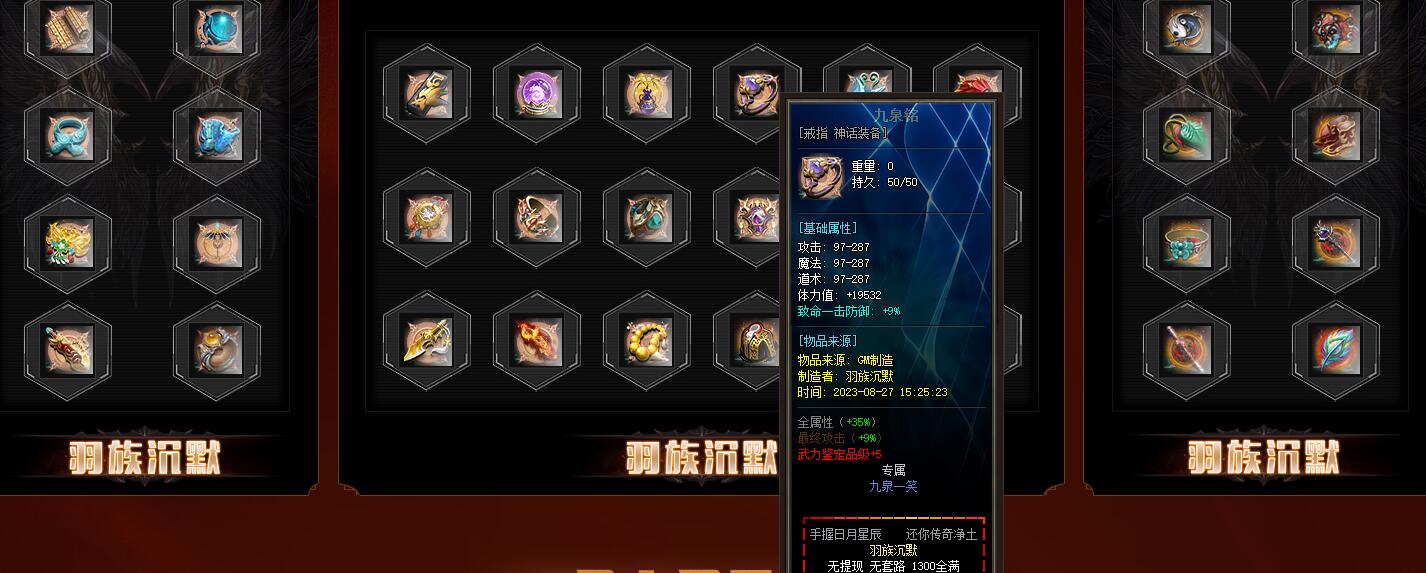 九泉铭
[戒指 神话装备]
重量: 0
持久: 50/50
[基础属性]
攻击: 97-287
魔法: 97-287
道术: 97-287
体力值: +19532
致命一击防御: +9%
[物品来源]
物品来源: GM制造
制造者: 羽族沉默
时间: 2023-08-27 15:25:23
全属性（+35%）
最终攻击（+9%）
武力鉴定品级+5
专属
九泉一笑
羽族沉默
羽族沉默
羽族沉默
手握日月星辰 还你传奇净土
羽族沉默
无提现 无套路 1300全满